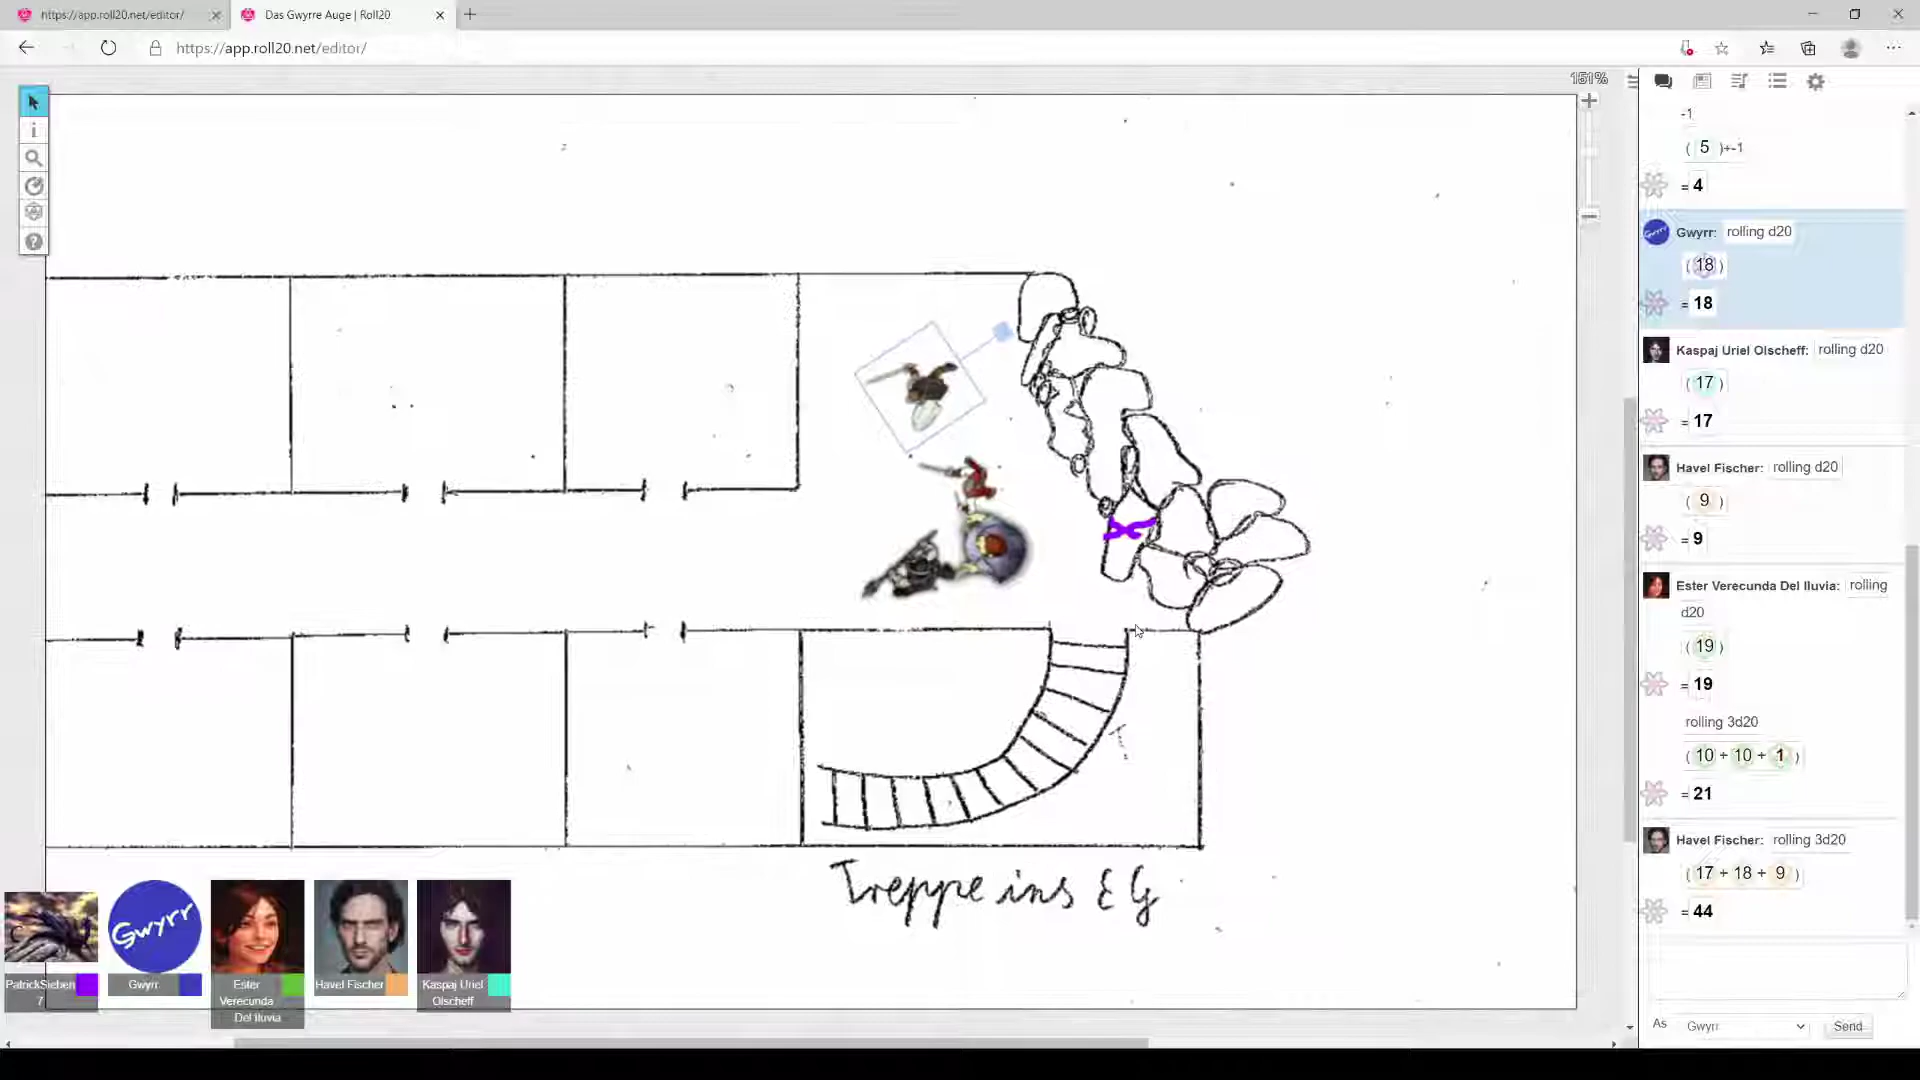 https://app.roll20.net/editor/
Das Gwyrre Auge | Roll20
https://app.roll20.net/editor/
151%
-1
( 5 )+-1
= 4
Gwyrr: rolling d20
( 18 )
= 18
Kaspaj Uriel Olscheff: rolling d20
( 17 )
= 17
Havel Fischer: rolling d20
( 9 )
= 9
Ester Verecunda Del Iluvia: rolling
d20
( 19 )
= 19
rolling 3d20
( 10 + 10 + 1 )
= 21
Havel Fischer: rolling 3d20
( 17 + 18 + 9 )
= 44
As Gwyrr Send
Treppe ins EG
Gwyrr
PatrickSieben
7
Gwyrr
Ester
Verecunda
Del Iluvia
Havel Fischer
Kaspaj Uriel
Olscheff